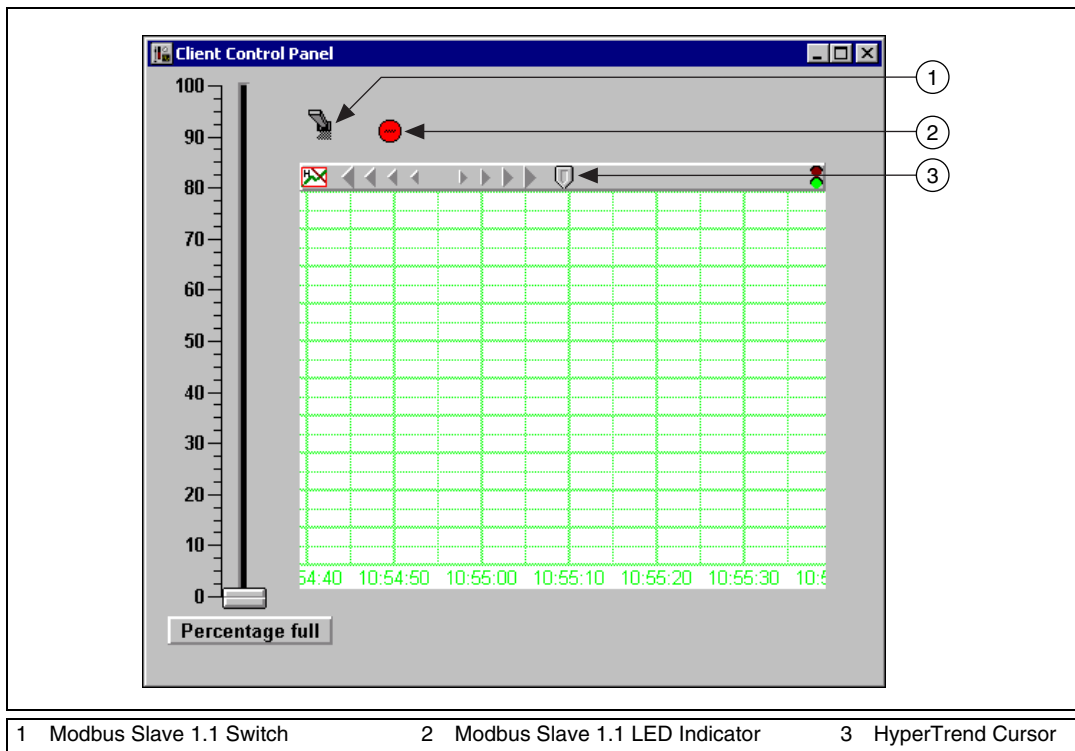 Client Control Panel
100
90
80
70
60
50
40
30
20
10
0
Percentage full
1
2
3
H
54:40 10:54:50 10:55:00 10:55:10 10:55:20 10:55:30 10:5
1 Modbus Slave 1.1 Switch 2 Modbus Slave 1.1 LED Indicator 3 HyperTrend Cursor